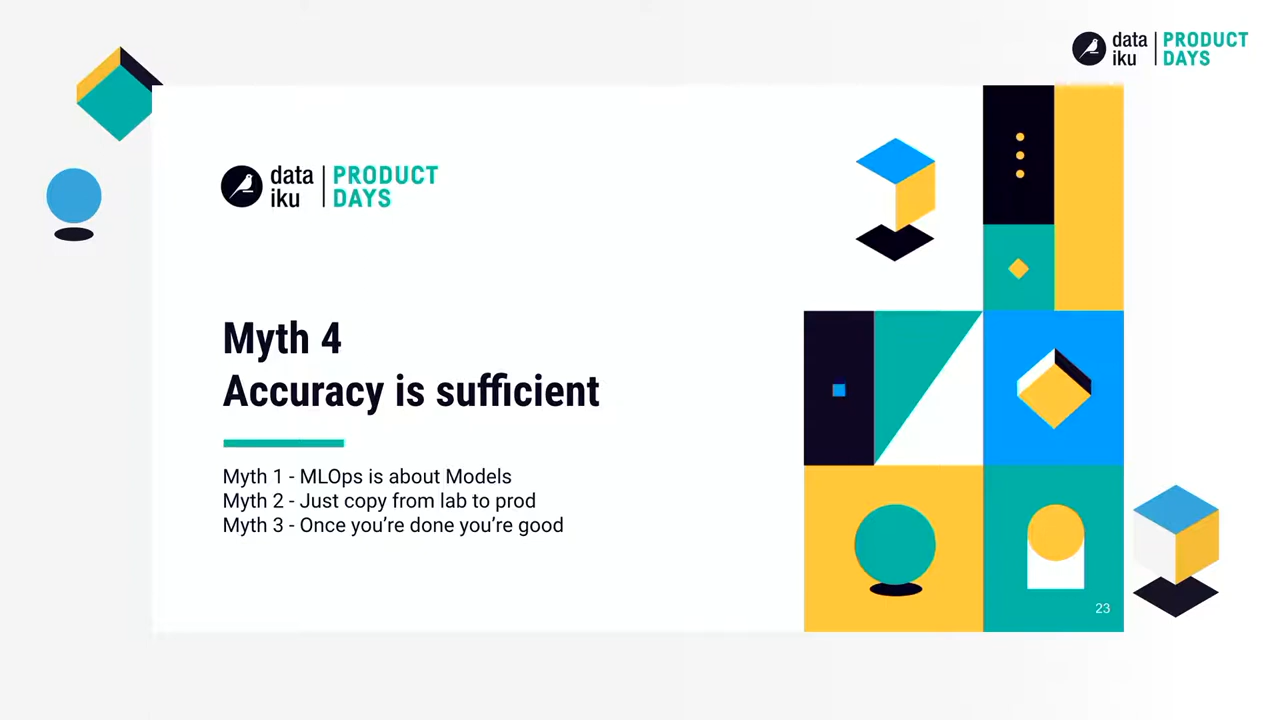 data iku | PRODUCT DAYS
data iku | PRODUCT DAYS
Myth 4
Accuracy is sufficient
Myth 1 - MLOps is about Models
Myth 2 - Just copy from lab to prod
Myth 3 - Once you’re done you’re good
23